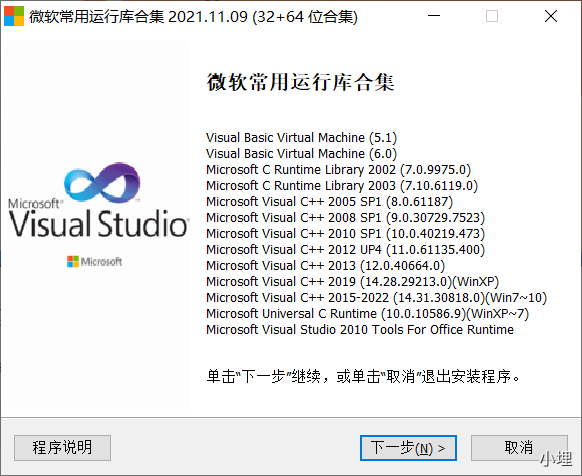 微软常用运行库合集 2021.11.09 (32+64 位合集)
微软常用运行库合集
Visual Basic Virtual Machine (5.1)
Visual Basic Virtual Machine (6.0)
Microsoft C Runtime Library 2002 (7.0.9975.0)
Microsoft C Runtime Library 2003 (7.10.6119.0)
Microsoft Visual C++ 2005 SP1 (8.0.61187)
Microsoft Visual C++ 2008 SP1 (9.0.30729.7523)
Microsoft Visual C++ 2010 SP1 (10.0.40219.473)
Microsoft Visual C++ 2012 UP4 (11.0.61135.400)
Microsoft Visual C++ 2013 (12.0.40664.0)
Microsoft Visual C++ 2019 (14.28.29213.0)(WinXP)
Microsoft Visual C++ 2015-2022 (14.31.30818.0)(Win7~10)
Microsoft Universal C Runtime (10.0.10586.9)(WinXP~7)
Microsoft Visual Studio 2010 Tools For Office Runtime
Microsoft®
Visual Studio®
Microsoft
单击“下一步”继续，或单击“取消”退出安装程序。
程序说明
下一步(N) >
取消
小埋